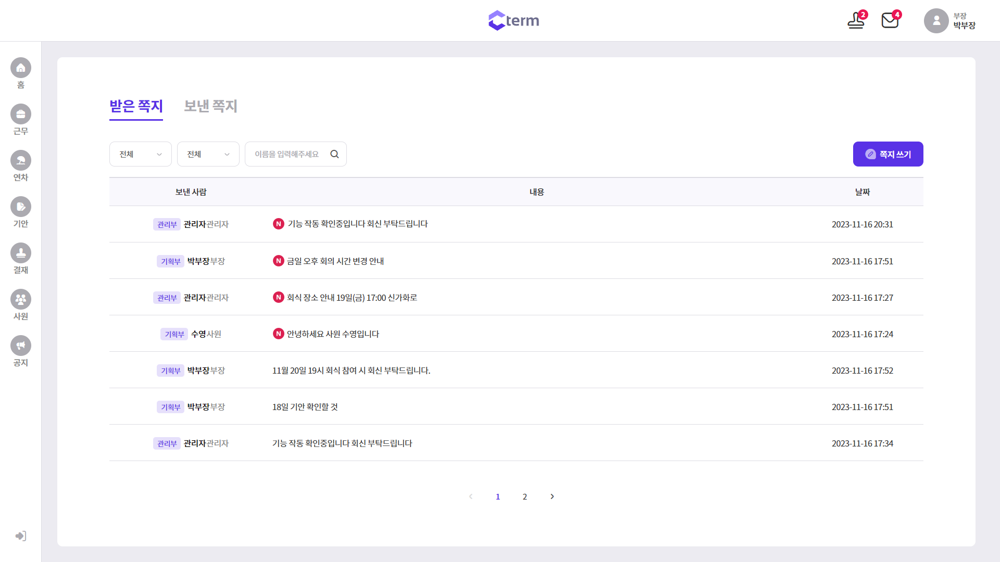 term
2
4
부장
박부장
홈
근무
연차
기안
결재
사원
공지
받은 쪽지 보낸 쪽지
전체 전체 이름을 입력해주세요 쪽지 쓰기
보낸 사람 내용 날짜
관리부 관리자관리자 N 기능 작동 확인중입니다 회신 부탁드립니다 2023-11-16 20:31
기획부 박부장부장 N 금일 오후 회의 시간 변경 안내 2023-11-16 17:51
관리부 관리자관리자 N 회식 장소 안내 19일(금) 17:00 신가화로 2023-11-16 17:27
기획부 수영사원 N 안녕하세요 사원 수영입니다 2023-11-16 17:24
기획부 박부장부장 11월 20일 19시 회식 참여 시 회신 부탁드립니다. 2023-11-16 17:52
기획부 박부장부장 18일 기안 확인할 것 2023-11-16 17:51
관리부 관리자관리자 기능 작동 확인중입니다 회신 부탁드립니다 2023-11-16 17:34
1 2